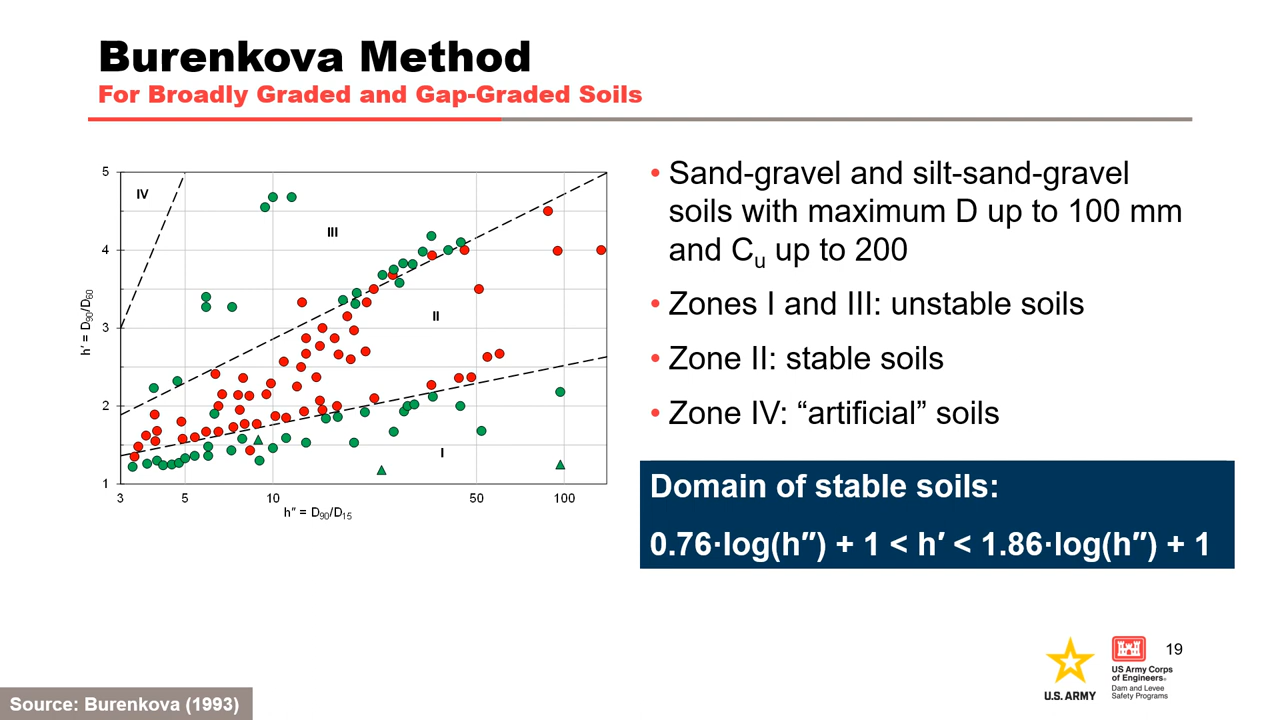 Burenkova Method
For Broadly Graded and Gap-Graded Soils
5
4
3
2
1
3
5
10
50
100
h′ = D90/D60
h″ = D90/D15
IV
III
II
I
• Sand-gravel and silt-sand-gravel
soils with maximum D up to 100 mm
and Cu up to 200
• Zones I and III: unstable soils
• Zone II: stable soils
• Zone IV: “artificial” soils
Domain of stable soils:
0.76·log(h″) + 1 < h′ < 1.86·log(h″) + 1
U.S. ARMY
US Army Corps
of Engineers®
Dam and Levee
Safety Programs
19
Source: Burenkova (1993)